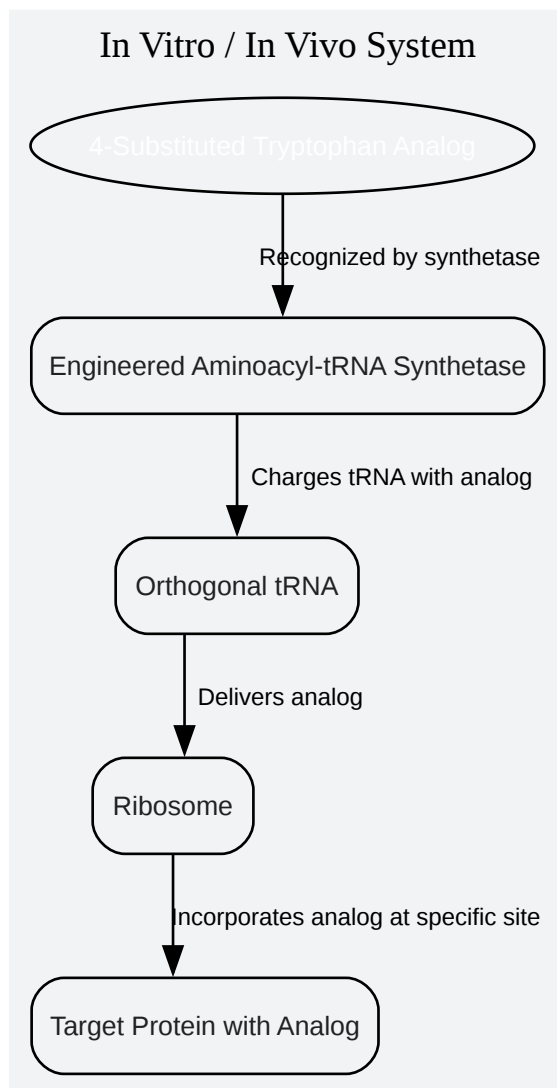 In Vitro / In Vivo System
4-Substituted Tryptophan Analog
Recognized by synthetase
Engineered Aminoacyl-tRNA Synthetase
Charges tRNA with analog
Orthogonal tRNA
Delivers analog
Ribosome
Incorporates analog at specific site
Target Protein with Analog